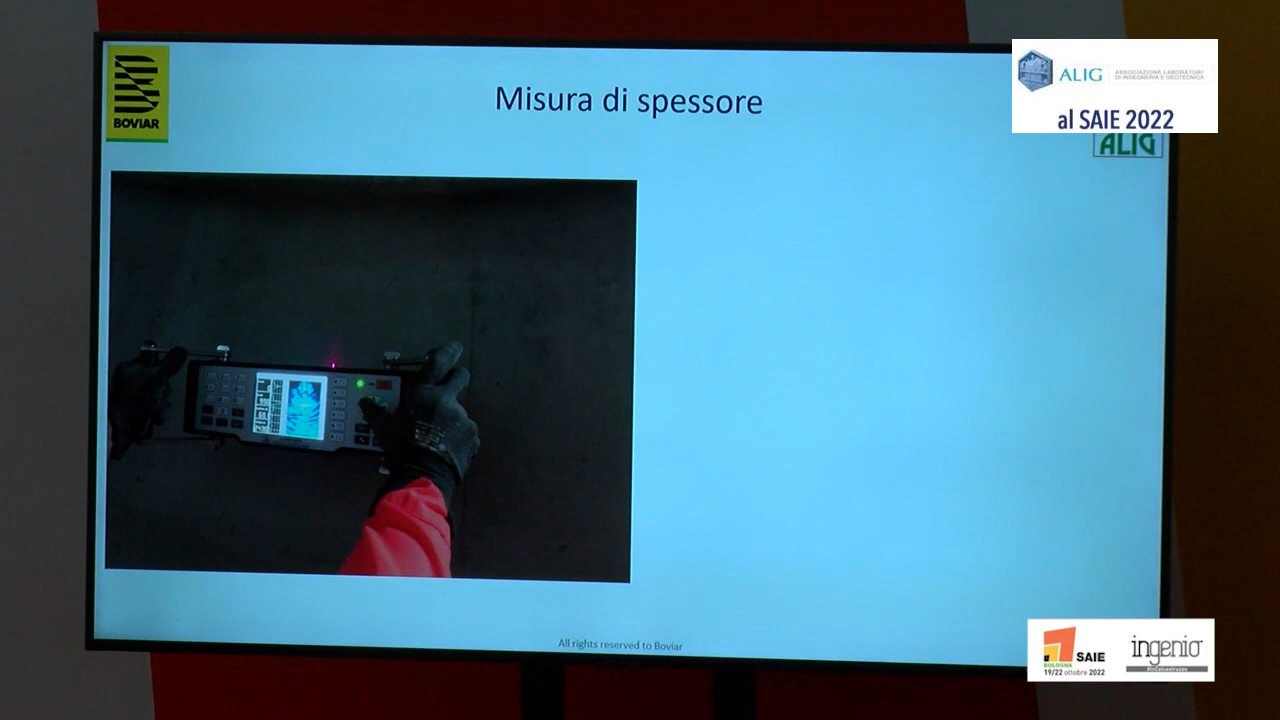 BOVIAR
Misura di spessore
ALIG
ASSOCIAZIONE LABORATORI
DI INGEGNERIA E GEOTECNICA
al SAIE 2022
ALIG
All rights reserved to Boviar
SAIE
BOLOGNA
19/22 ottobre 2022
ingenio
#inCalcestruzzo